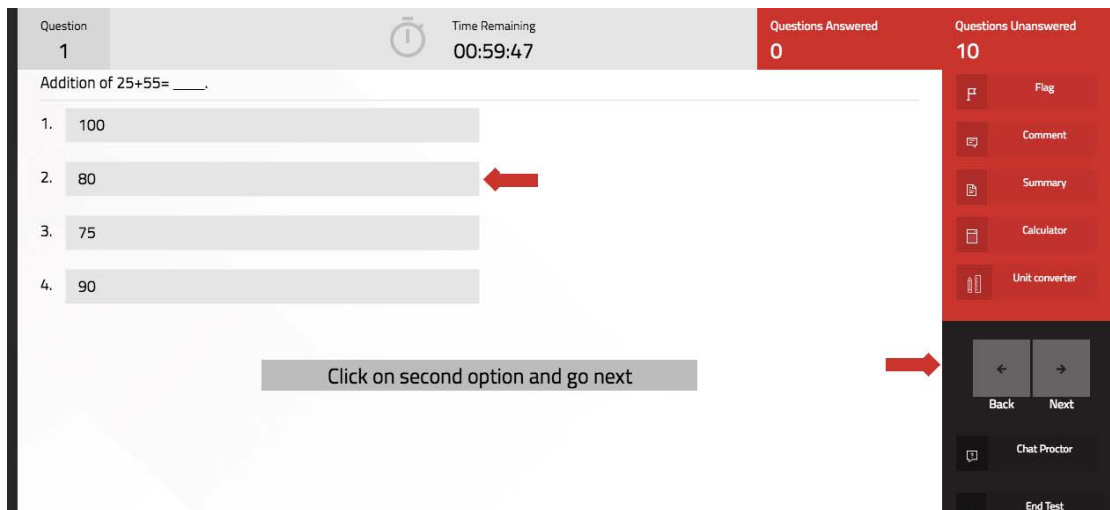 Question
1
Time Remaining
00:59:47
Questions Answered
0
Questions Unanswered
10
Addition of 25+55= ____.
1. 100
2. 80
3. 75
4. 90
Click on second option and go next
Flag
Comment
Summary
Calculator
Unit converter
Back
Next
Chat Proctor
End Test